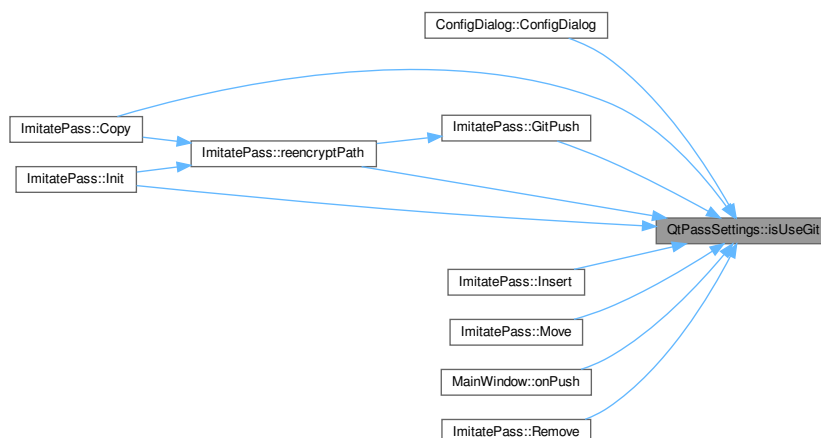 ConfigDialog::ConfigDialog
ImitatePass::Copy
ImitatePass::GitPush
ImitatePass::reencryptPath
ImitatePass::Init
QtPassSettings::isUseGit
ImitatePass::Insert
ImitatePass::Move
MainWindow::onPush
ImitatePass::Remove